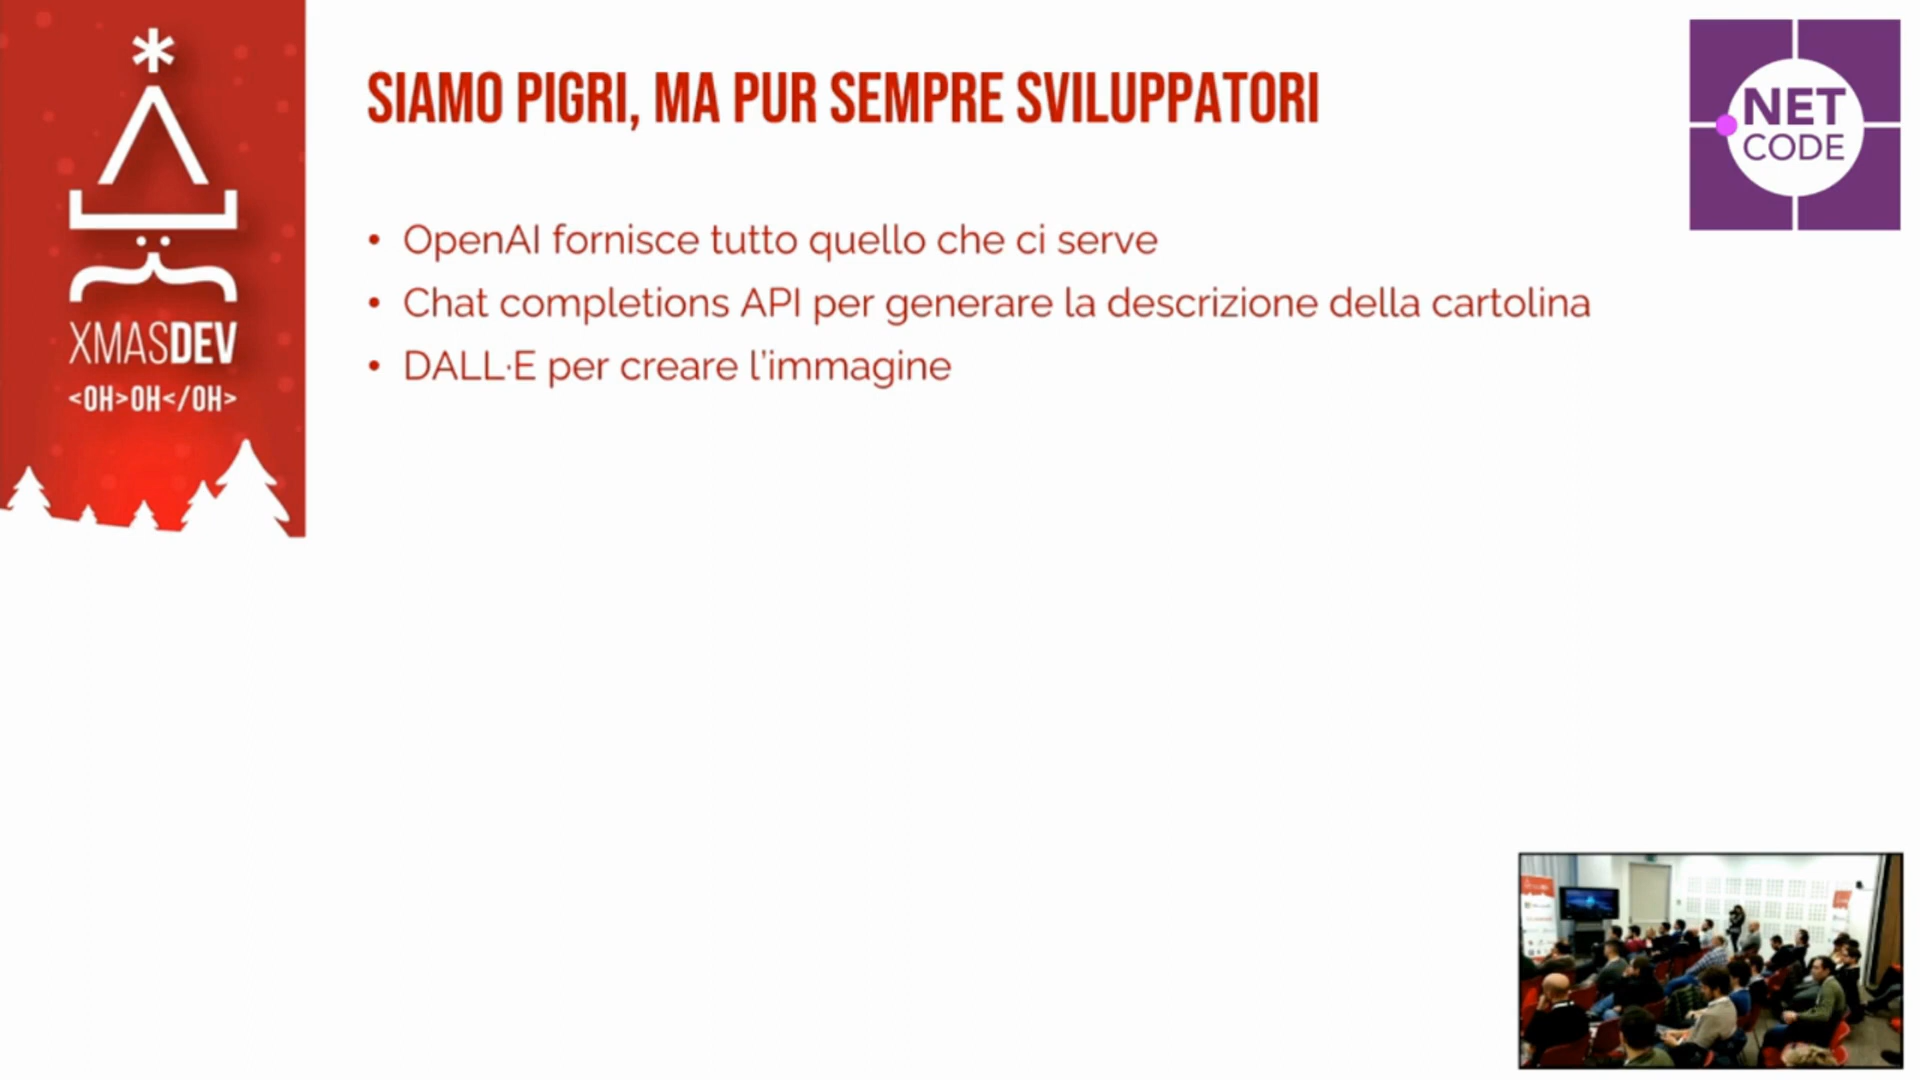 XMASDEV
<OH>OH</OH>
SIAMO PIGRI, MA PUR SEMPRE SVILUPPATORI
• OpenAI fornisce tutto quello che ci serve
• Chat completions API per generare la descrizione della cartolina
• DALL·E per creare l’immagine
NET
CODE